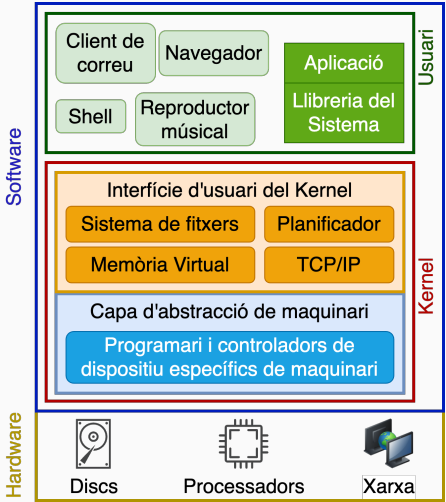 Client de
correu
Navegador
Aplicació
Shell
Reproductor
músical
Llibreria del
Sistema
Usuari
Software
Interfície d'usuari del Kernel
Sistema de fitxers
Planificador
Memòria Virtual
TCP/IP
Capa d'abstracció de maquinari
Programari i controladors de
dispositiu específics de maquinari
Kernel
Hardware
Discs
Processadors
Xarxa